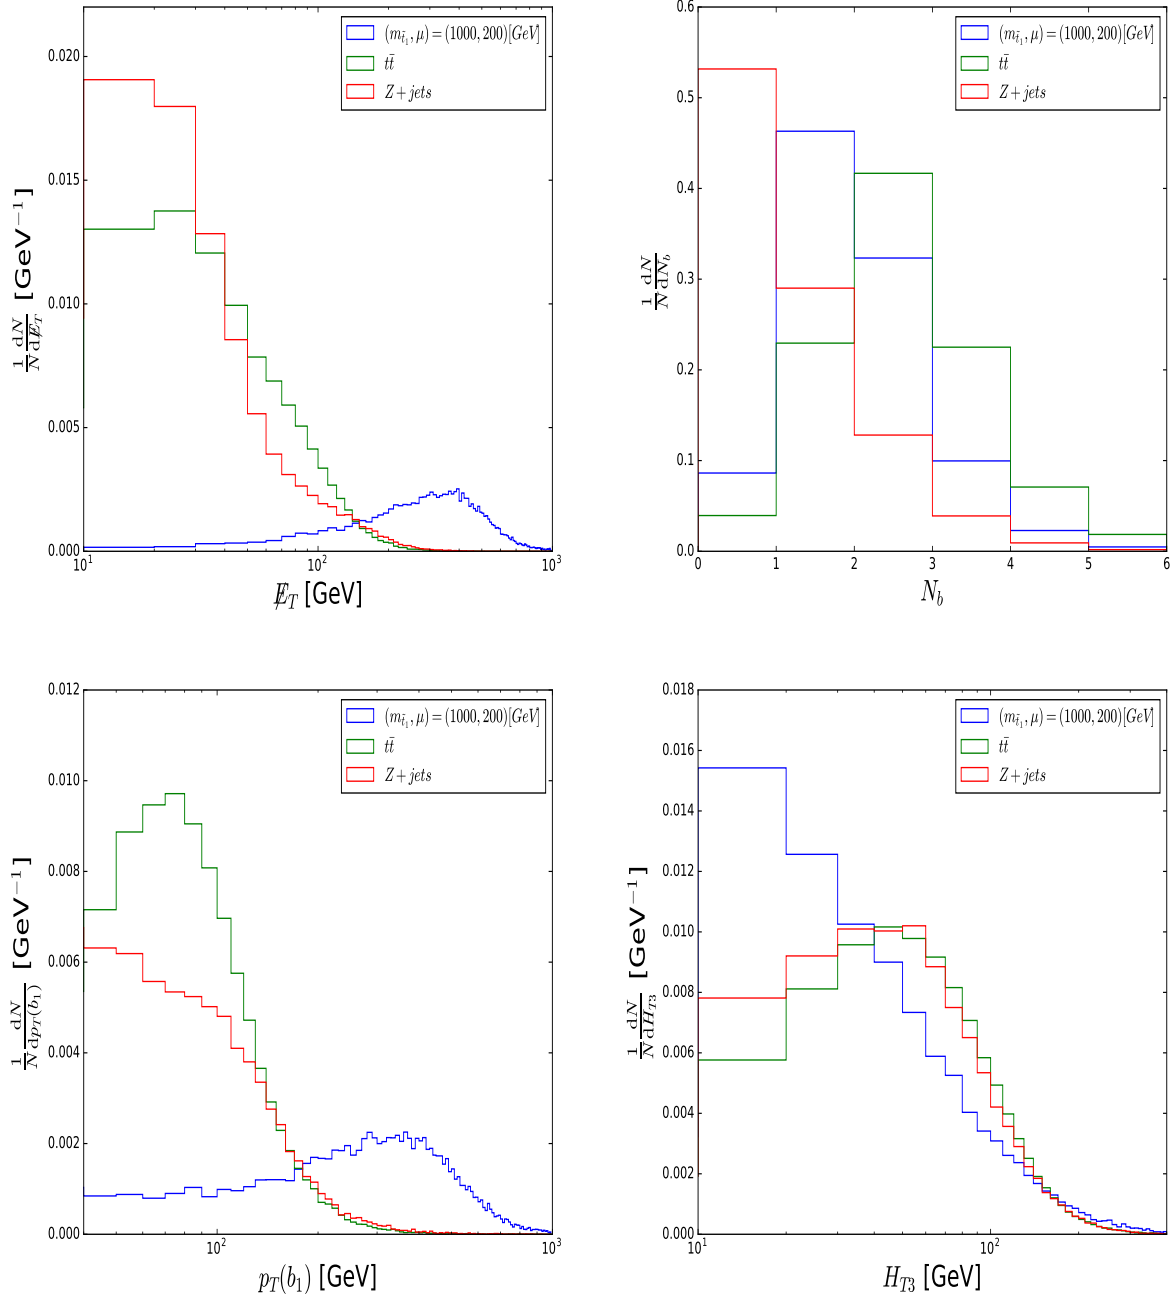 0.020
0.015
0.010
0.005
0.000
10¹ 10² 10³
1/N dN/dE̸_T [GeV⁻¹]
E̸_T [GeV]
(m_t̃₁, μ) = (1000, 200)[GeV]
tt̄
Z + jets
0.6
0.5
0.4
0.3
0.2
0.1
0.0
0 1 2 3 4 5 6
1/N dN/dN_b
N_b
(m_t̃₁, μ) = (1000, 200)[GeV]
tt̄
Z + jets
0.012
0.010
0.008
0.006
0.004
0.002
0.000
10² 10³
1/N dN/dp_T(b₁) [GeV⁻¹]
p_T(b₁) [GeV]
(m_t̃₁, μ) = (1000, 200)[GeV]
tt̄
Z + jets
0.018
0.016
0.014
0.012
0.010
0.008
0.006
0.004
0.002
0.000
10¹ 10²
1/N dN/dH_T3 [GeV⁻¹]
H_T3 [GeV]
(m_t̃₁, μ) = (1000, 200)[GeV]
tt̄
Z + jets